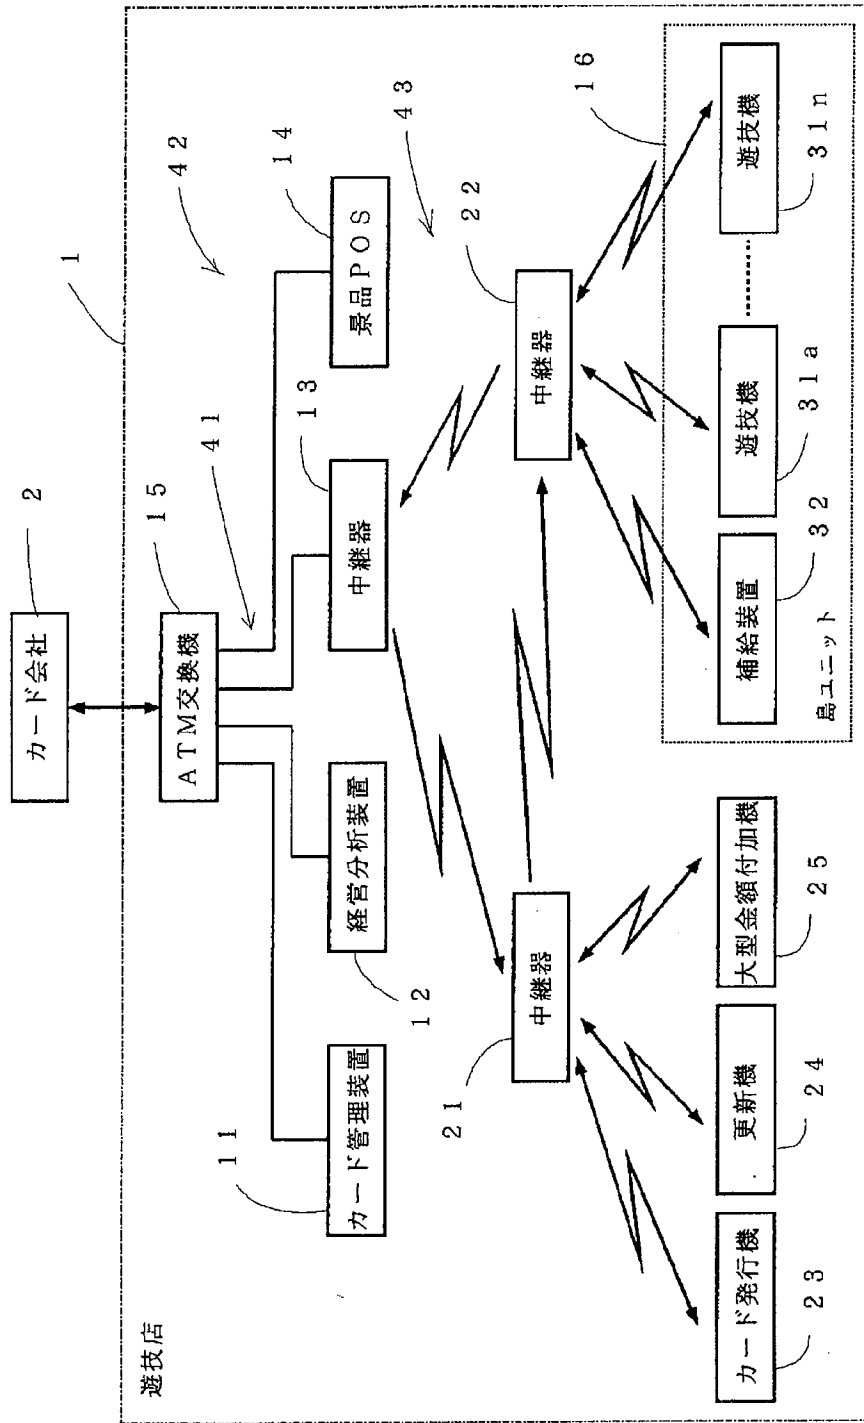 カード会社
2
遊技店
1
ATM交換機
15
41
42
カード管理装置
11
経営分析装置
12
中継器
13
景品POS
14
43
中継器
21
中継器
22
16
カード発行機
23
更新機
24
大型金額付加機
25
島ユニット
補給装置
32
遊技機
31a
遊技機
31n